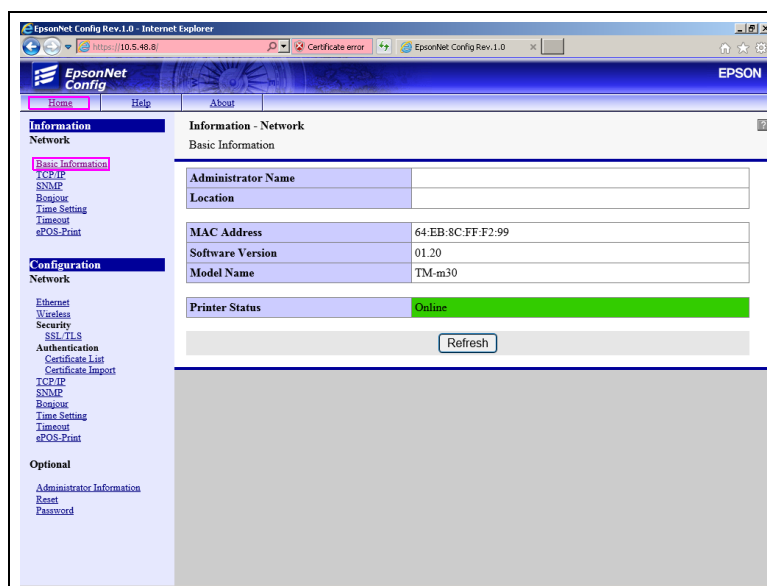 EpsonNet Config Rev.1.0 - Internet Explorer
https://10.5.48.8/ Certificate error EpsonNet Config Rev.1.0
EpsonNet
Config
EPSON
Home Help About
Information
Network
Basic Information
TCP/IP
SNMP
Bonjour
Time Setting
Timeout
ePOS-Print
Configuration
Network
Ethernet
Wireless
Security
SSL/TLS
Authentication
Certificate List
Certificate Import
TCP/IP
SNMP
Bonjour
Time Setting
Timeout
ePOS-Print
Optional
Administrator Information
Reset
Password
Information - Network
?
Basic Information
Administrator Name
Location
MAC Address 64:EB:8C:FF:F2:99
Software Version 01.20
Model Name TM-m30
Printer Status Online
Refresh